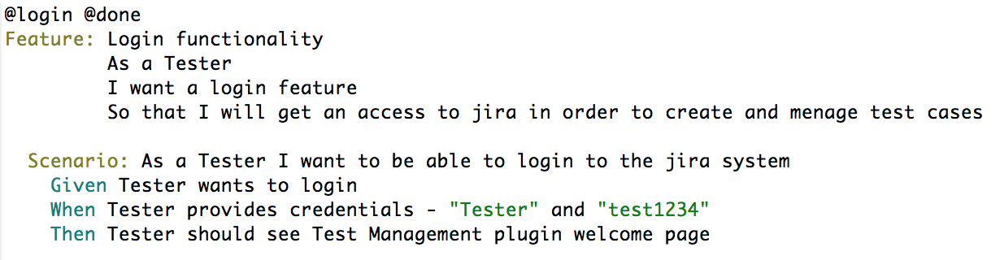 @login @done
Feature: Login functionality
As a Tester
I want a login feature
So that I will get an access to jira in order to create and menage test cases
Scenario: As a Tester I want to be able to login to the jira system
Given Tester wants to login
When Tester provides credentials - "Tester" and "test1234"
Then Tester should see Test Management plugin welcome page